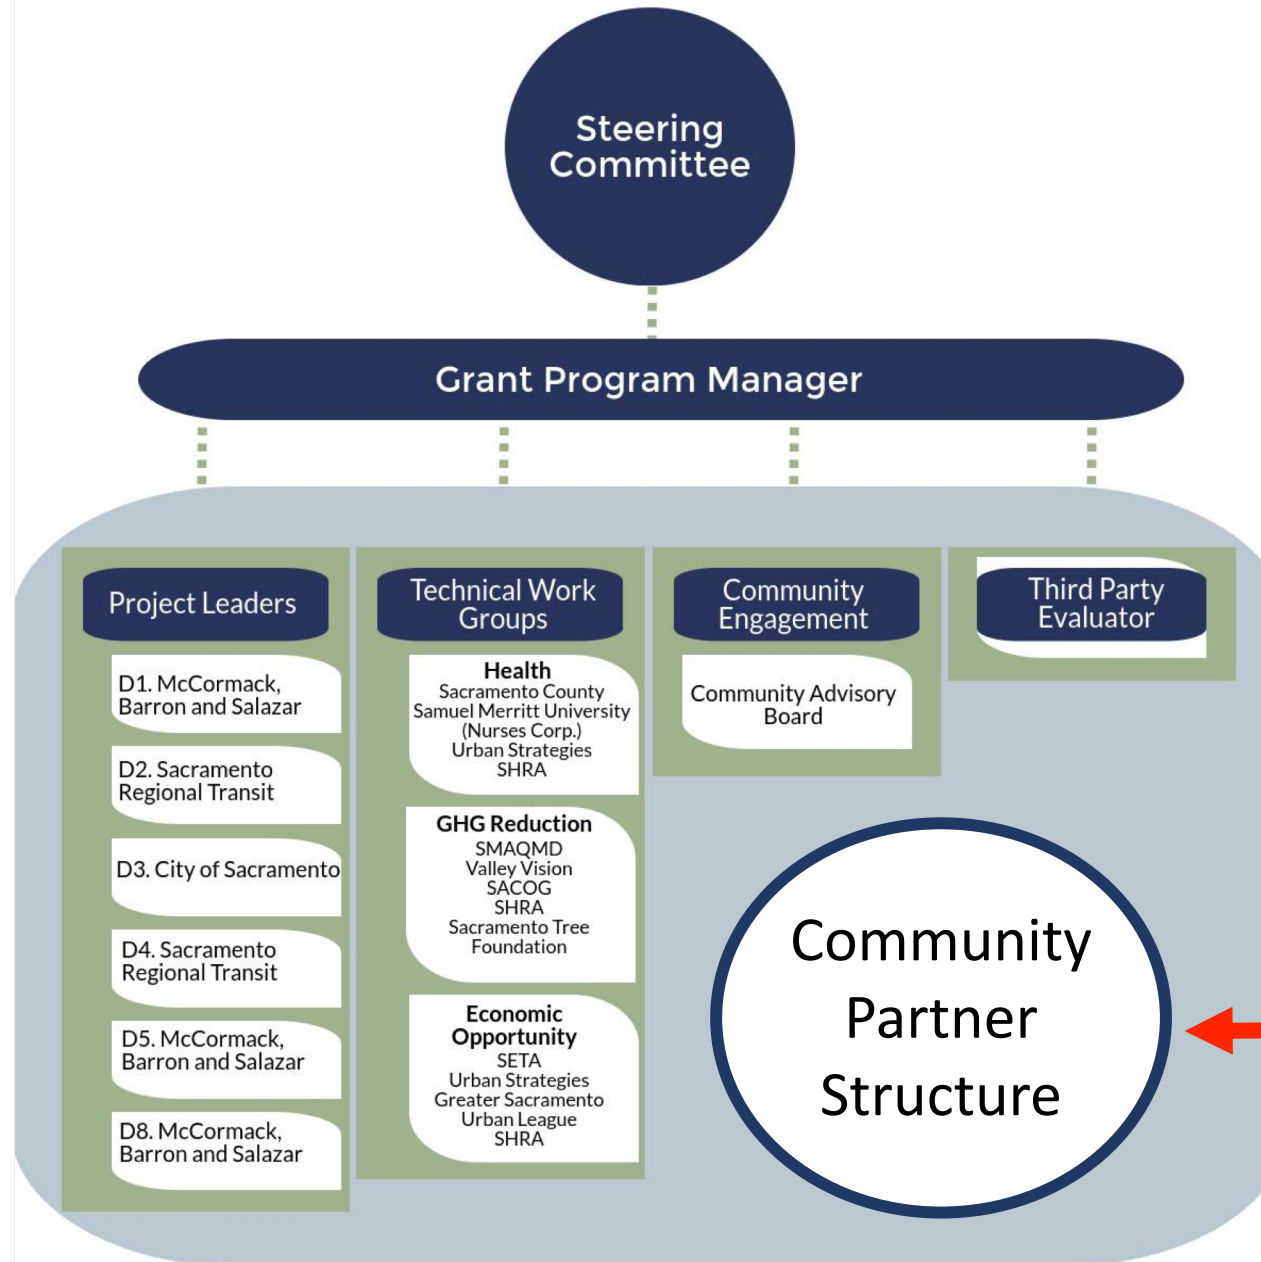 Steering
Committee
Grant Program Manager
Project Leaders
D1. McCormack,
Barron and Salazar
D2. Sacramento
Regional Transit
D3. City of Sacramento
D4. Sacramento
Regional Transit
D5. McCormack,
Barron and Salazar
D8. McCormack,
Barron and Salazar
Technical Work
Groups
Health
Sacramento County
Samuel Merritt University
(Nurses Corp.)
Urban Strategies
SHRA
GHG Reduction
SMAQMD
Valley Vision
SACOG
SHRA
Sacramento Tree
Foundation
Economic
Opportunity
SETA
Urban Strategies
Greater Sacramento
Urban League
SHRA
Community
Engagement
Community Advisory
Board
Third Party
Evaluator
Community
Partner
Structure